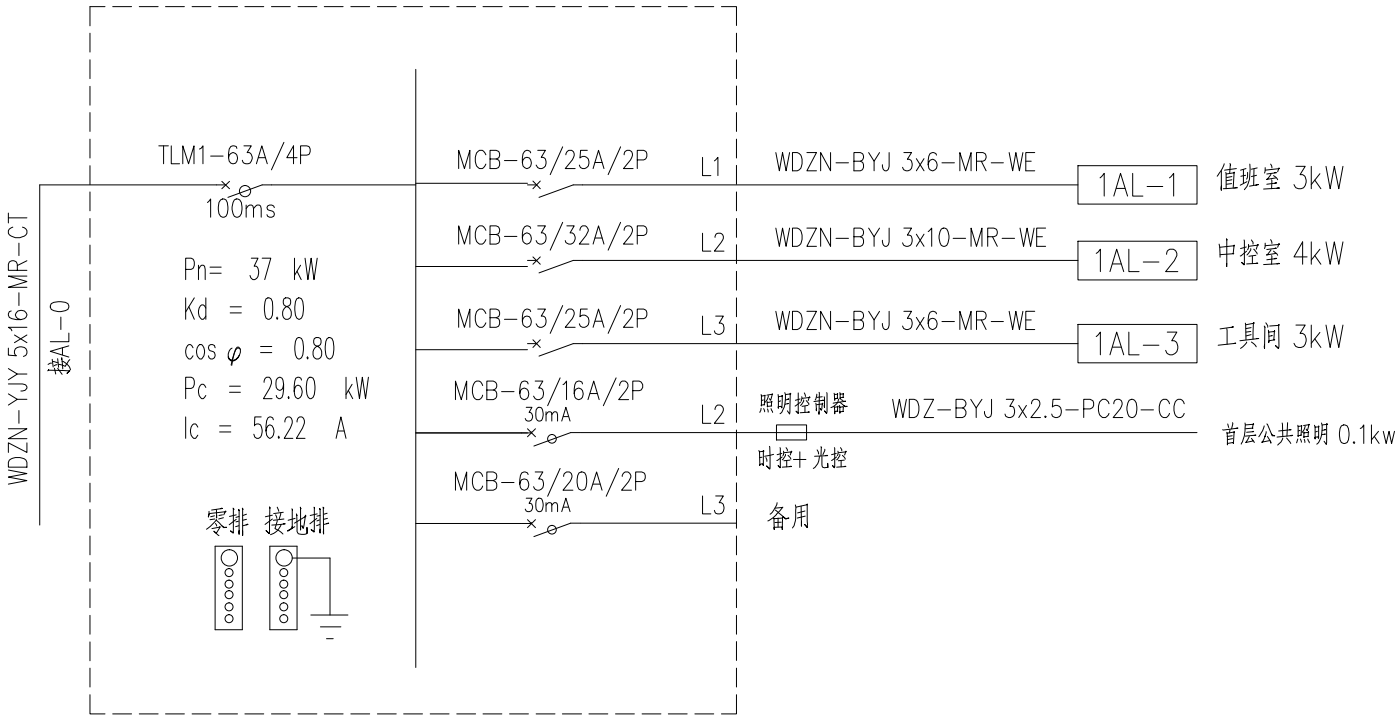 WDZN-YJY 5x16-MR-CT
接AL-0
TLM1-63A/4P
100ms
Pn= 37 kW
Kd = 0.80
cos φ = 0.80
Pc = 29.60 kW
Ic = 56.22 A
零排 接地排
MCB-63/25A/2P L1 WDZN-BYJ 3x6-MR-WE 1AL-1 值班室 3kW
MCB-63/32A/2P L2 WDZN-BYJ 3x10-MR-WE 1AL-2 中控室 4kW
MCB-63/25A/2P L3 WDZN-BYJ 3x6-MR-WE 1AL-3 工具间 3kW
MCB-63/16A/2P
30mA
L2
照明控制器
时控+光控
WDZ-BYJ 3x2.5-PC20-CC
首层公共照明 0.1kw
MCB-63/20A/2P
30mA
L3
备用